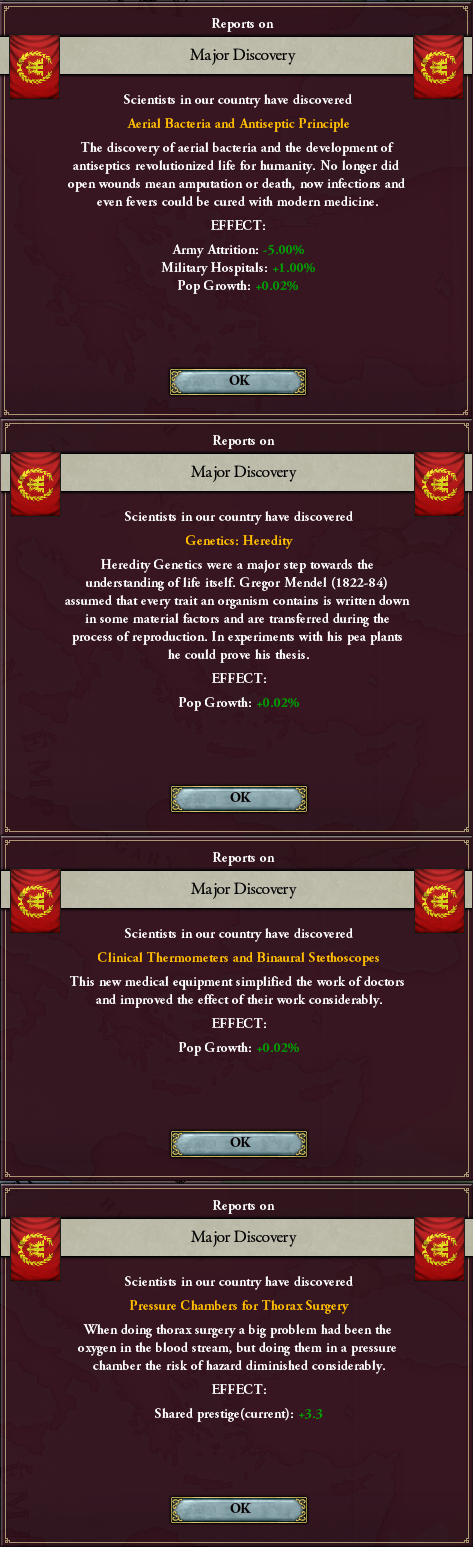 Reports on
Major Discovery
Scientists in our country have discovered
Aerial Bacteria and Antiseptic Principle
The discovery of aerial bacteria and the development of
antiseptics revolutionized life for humanity. No longer did
open wounds mean amputation or death, now infections and
even fevers could be cured with modern medicine.
EFFECT:
Army Attrition: -5.00%
Military Hospitals: +1.00%
Pop Growth: +0.02%
OK
Reports on
Major Discovery
Scientists in our country have discovered
Genetics: Heredity
Heredity Genetics were a major step towards the
understanding of life itself. Gregor Mendel (1822-84)
assumed that every trait an organism contains is written down
in some material factors and are transferred during the
process of reproduction. In experiments with his pea plants
he could prove his thesis.
EFFECT:
Pop Growth: +0.02%
OK
Reports on
Major Discovery
Scientists in our country have discovered
Clinical Thermometers and Binaural Stethoscopes
This new medical equipment simplified the work of doctors
and improved the effect of their work considerably.
EFFECT:
Pop Growth: +0.02%
OK
Reports on
Major Discovery
Scientists in our country have discovered
Pressure Chambers for Thorax Surgery
When doing thorax surgery a big problem had been the
oxygen in the blood stream, but doing them in a pressure
chamber the risk of hazard diminished considerably.
EFFECT:
Shared prestige(current): +3.3
OK